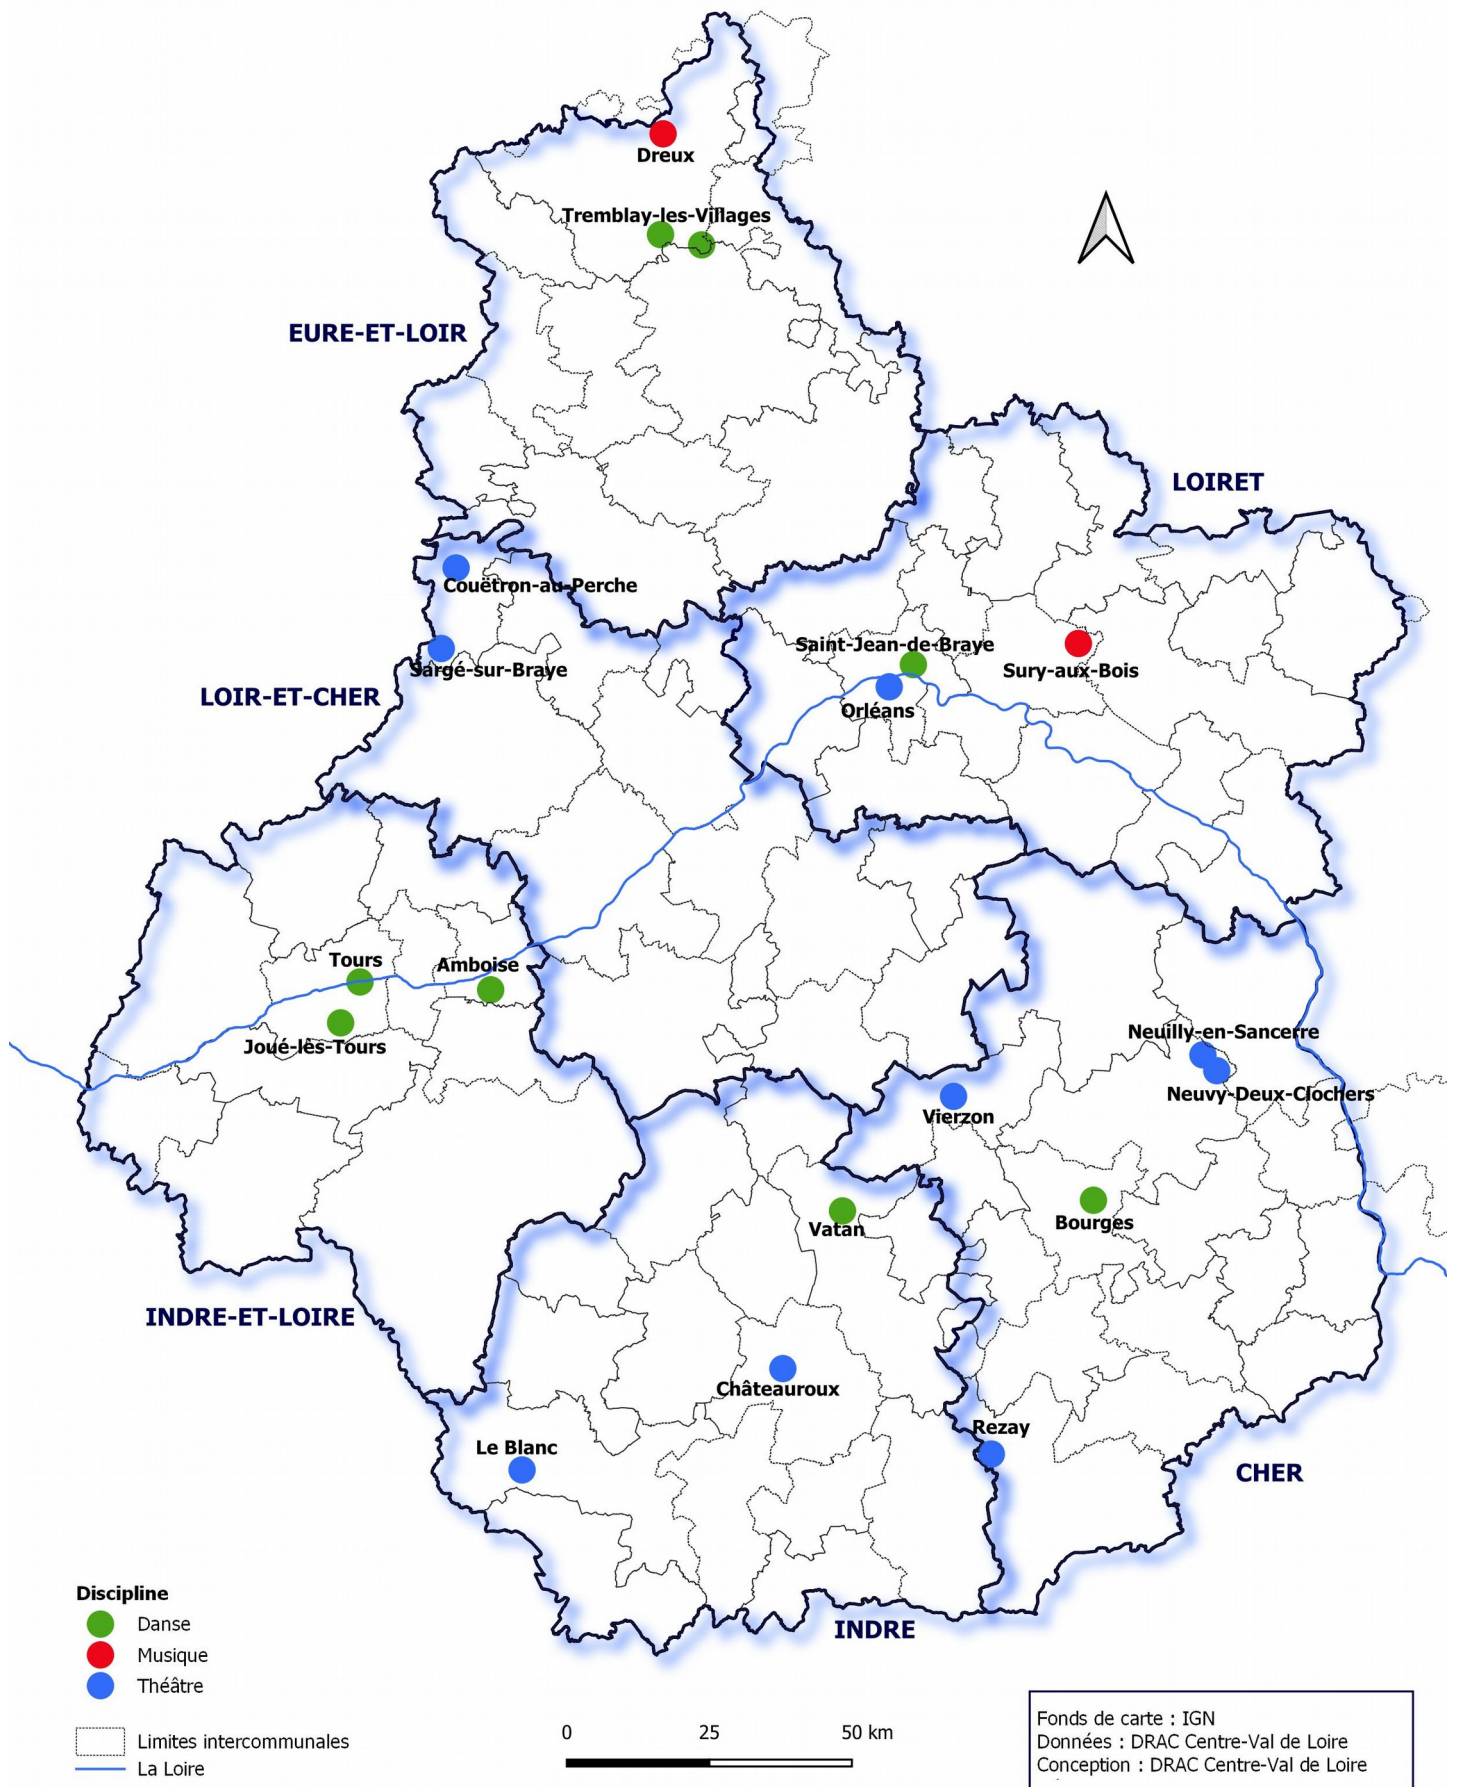 Dreux
Tremblay-les-Villages
EURE-ET-LOIR
LOIRET
Couëtron-au-Perche
Saint-Jean-de-Braye
Sargé-sur-Braye
Sury-aux-Bois
LOIR-ET-CHER
Orléans
Tours
Amboise
Neuilly-en-Sancerre
Joué-lès-Tours
Neuvy-Deux-Clochers
Vierzon
Bourges
Vatan
INDRE-ET-LOIRE
Châteauroux
Rezay
Le Blanc
CHER
INDRE
Discipline
Danse
Musique
Théâtre
Limites intercommunales
La Loire
0 25 50 km
Fonds de carte : IGN
Données : DRAC Centre-Val de Loire
Conception : DRAC Centre-Val de Loire